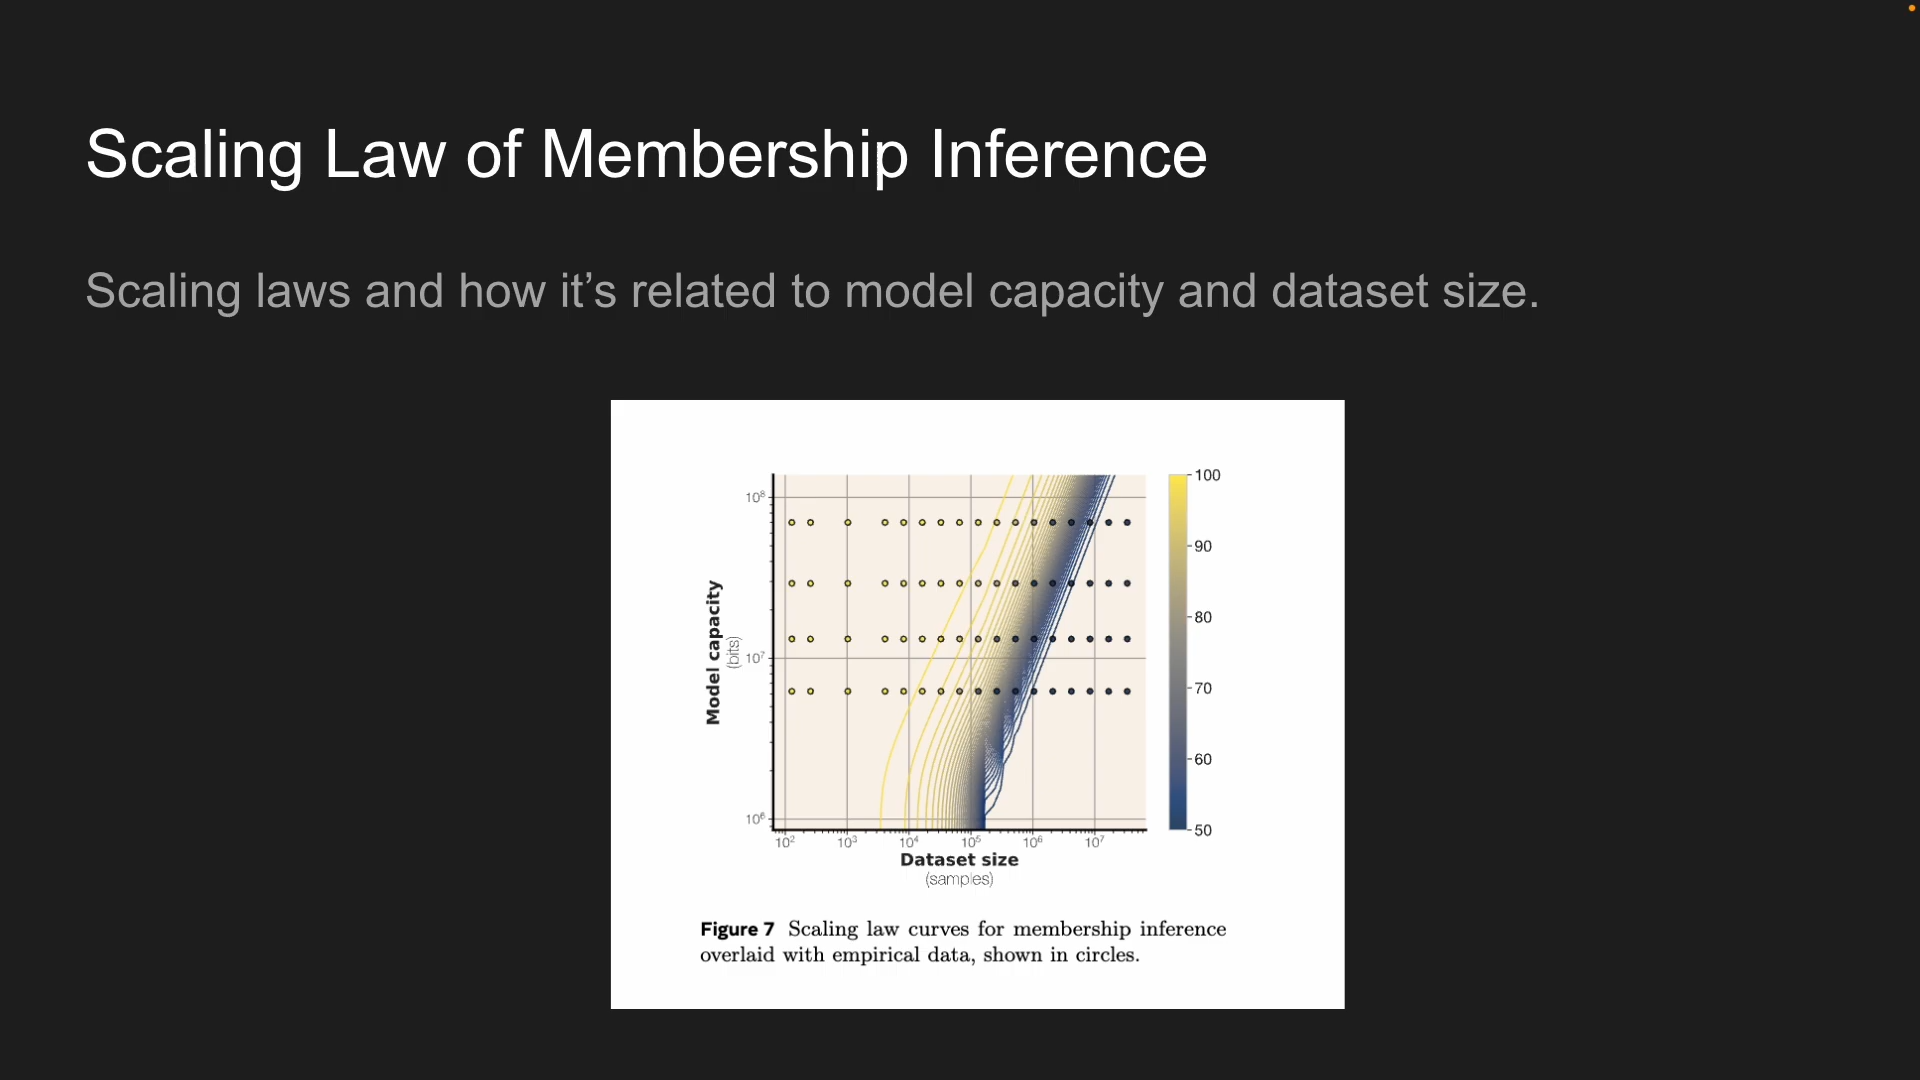 Scaling Law of Membership Inference
Scaling laws and how it’s related to model capacity and dataset size.
Model capacity
(bits)
10⁸
10⁷
10⁶
10²
10³
10⁴
10⁵
10⁶
10⁷
Dataset size
(samples)
100
90
80
70
60
50
Figure 7 Scaling law curves for membership inference
overlaid with empirical data, shown in circles.